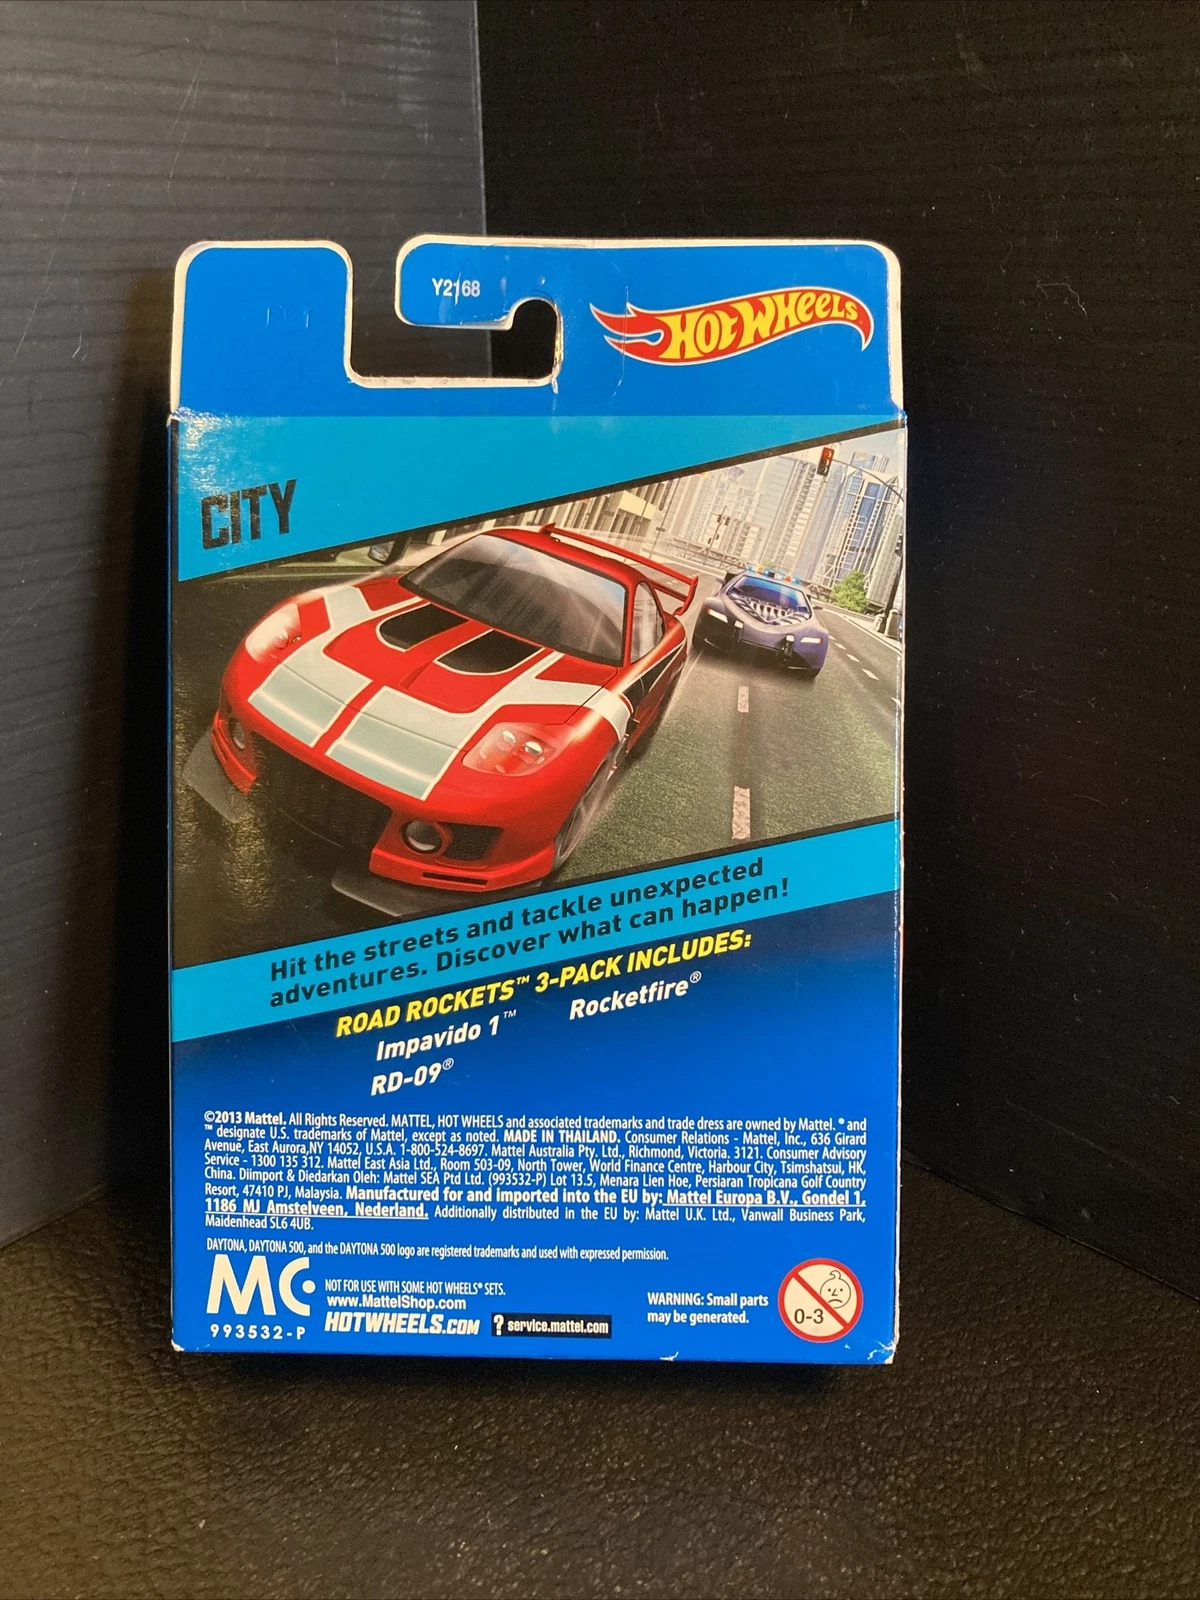 Y2168
HOT WHEELS
CITY
Hit the streets and tackle unexpected
adventures. Discover what can happen!
ROAD ROCKETS™ 3-PACK INCLUDES:
Impavido 1™
Rocketfire®
RD-09®
©2013 Mattel. All Rights Reserved. MATTEL, HOT WHEELS and associated trademarks and trade dress are owned by Mattel. ® and
™ designate U.S. trademarks of Mattel, except as noted. MADE IN THAILAND. Consumer Relations - Mattel, Inc., 636 Girard
Avenue, East Aurora,NY 14052, U.S.A. 1-800-524-8697. Mattel Australia Pty. Ltd., Richmond, Victoria. 3121. Consumer Advisory
Service - 1300 135 312. Mattel East Asia Ltd., Room 503-09, North Tower, World Finance Centre, Harbour City, Tsimshatsui, HK,
China. Diimport & Diedarkan Oleh: Mattel SEA Ptd Ltd. (993532-P) Lot 13.5, Menara Lien Hoe, Persiaran Tropicana Golf Country
Resort, 47410 PJ, Malaysia. Manufactured for and imported into the EU by: Mattel Europa B.V., Gondel 1,
1186 MJ Amstelveen, Nederland. Additionally distributed in the EU by: Mattel U.K. Ltd., Vanwall Business Park,
Maidenhead SL6 4UB.
DAYTONA, DAYTONA 500, and the DAYTONA 500 logo are registered trademarks and used with expressed permission.
MC
993532-P
NOT FOR USE WITH SOME HOT WHEELS® SETS.
www.MattelShop.com
HOTWHEELS.COM
? service.mattel.com
WARNING: Small parts
may be generated.
0-3